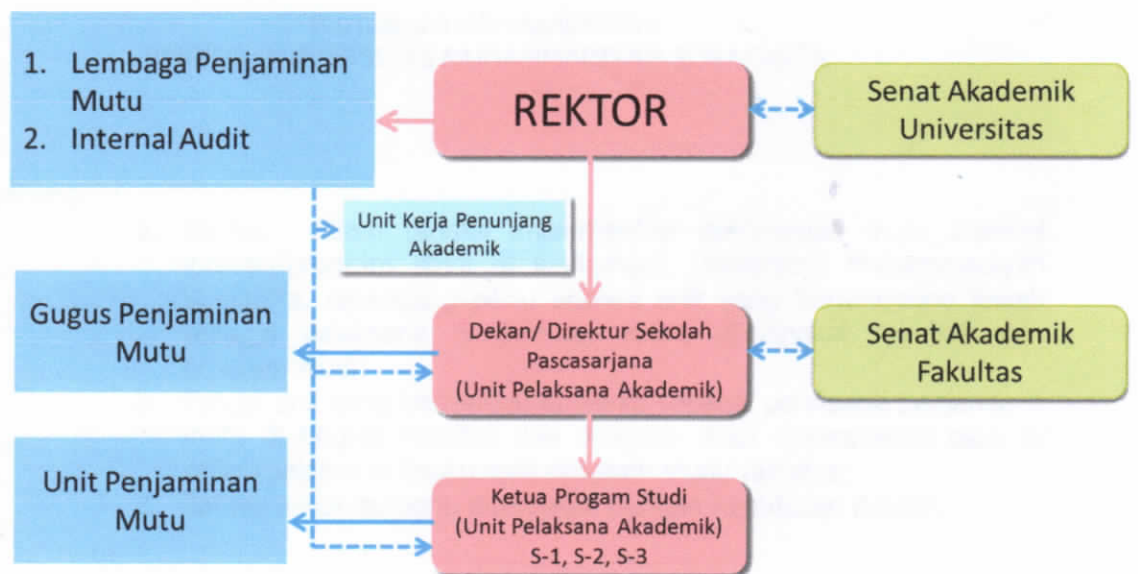 1. Lembaga Penjaminan
Mutu
2. Internal Audit
REKTOR
Senat Akademik
Universitas
Unit Kerja Penunjang
Akademik
Gugus Penjaminan
Mutu
Dekan/ Direktur Sekolah
Pascasarjana
(Unit Pelaksana Akademik)
Senat Akademik
Fakultas
Unit Penjaminan
Mutu
Ketua Progam Studi
(Unit Pelaksana Akademik)
S-1, S-2, S-3